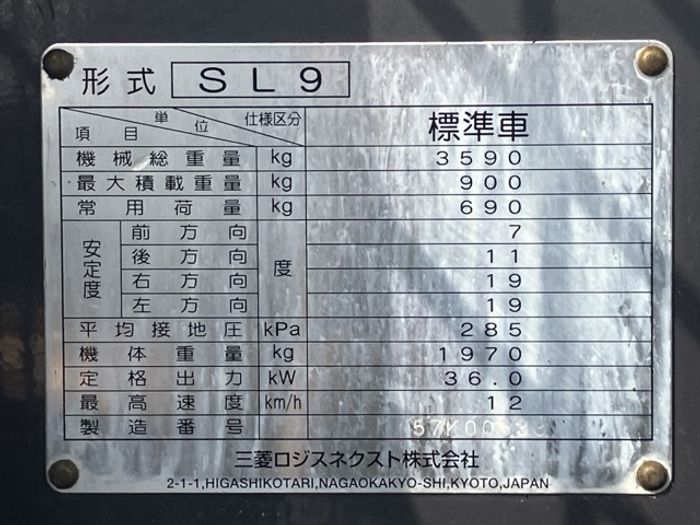 形式 SL9
単位 仕様区分
項目 標準車
機械総重量 kg 3590
最大積載重量 kg 900
常用荷重 kg 690
安定度 前方向 度 7
後方向 11
右方向 19
左方向 19
平均接地圧 kPa 285
機体重量 kg 1970
定格出力 kW 36.0
最高速度 km/h 12
製造番号
三菱ロジスネクスト株式会社
2-1-1,HIGASHIKOTARI,NAGAOKAKYO-SHI,KYOTO,JAPAN